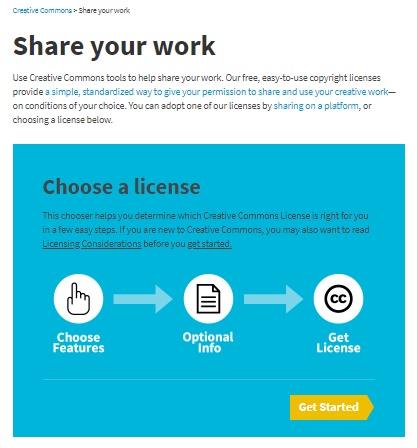 Creative Commons > Share your work
Share your work
Use Creative Commons tools to help share your work. Our free, easy-to-use copyright licenses
provide a simple, standardized way to give your permission to share and use your creative work—
on conditions of your choice. You can adopt one of our licenses by sharing on a platform, or
choosing a license below.
Choose a license
This chooser helps you determine which Creative Commons License is right for you
in a few easy steps. If you are new to Creative Commons, you may also want to read
Licensing Considerations before you get started.
cc
Choose
Features
Optional
Info
Get
License
Get Started